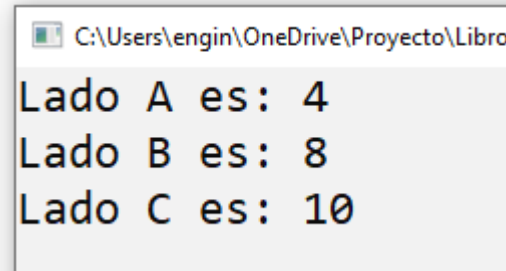 C:\Users\engin\OneDrive\Proyecto\Libro
Lado A es: 4
Lado B es: 8
Lado C es: 10